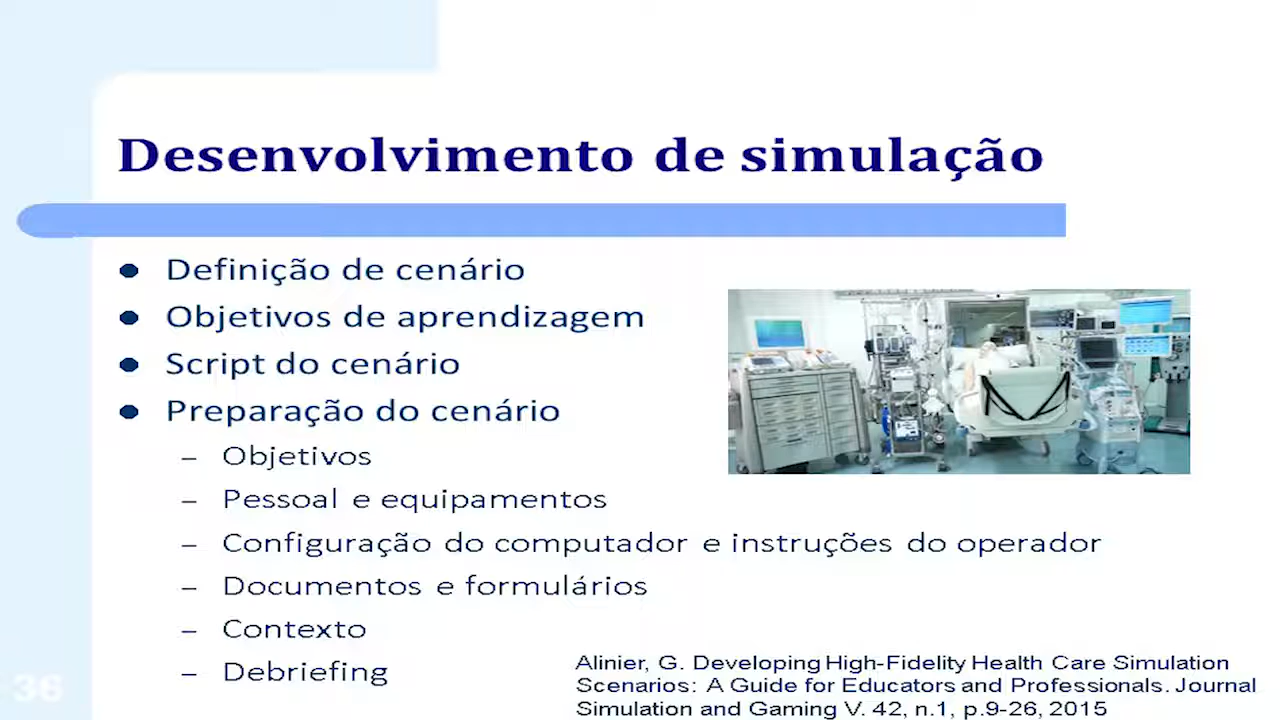 Desenvolvimento de simulação
● Definição de cenário
● Objetivos de aprendizagem
● Script do cenário
● Preparação do cenário
– Objetivos
– Pessoal e equipamentos
– Configuração do computador e instruções do operador
– Documentos e formulários
– Contexto
– Debriefing
Alinier, G. Developing High-Fidelity Health Care Simulation
Scenarios: A Guide for Educators and Professionals. Journal
Simulation and Gaming V. 42, n.1, p.9-26, 2015
36